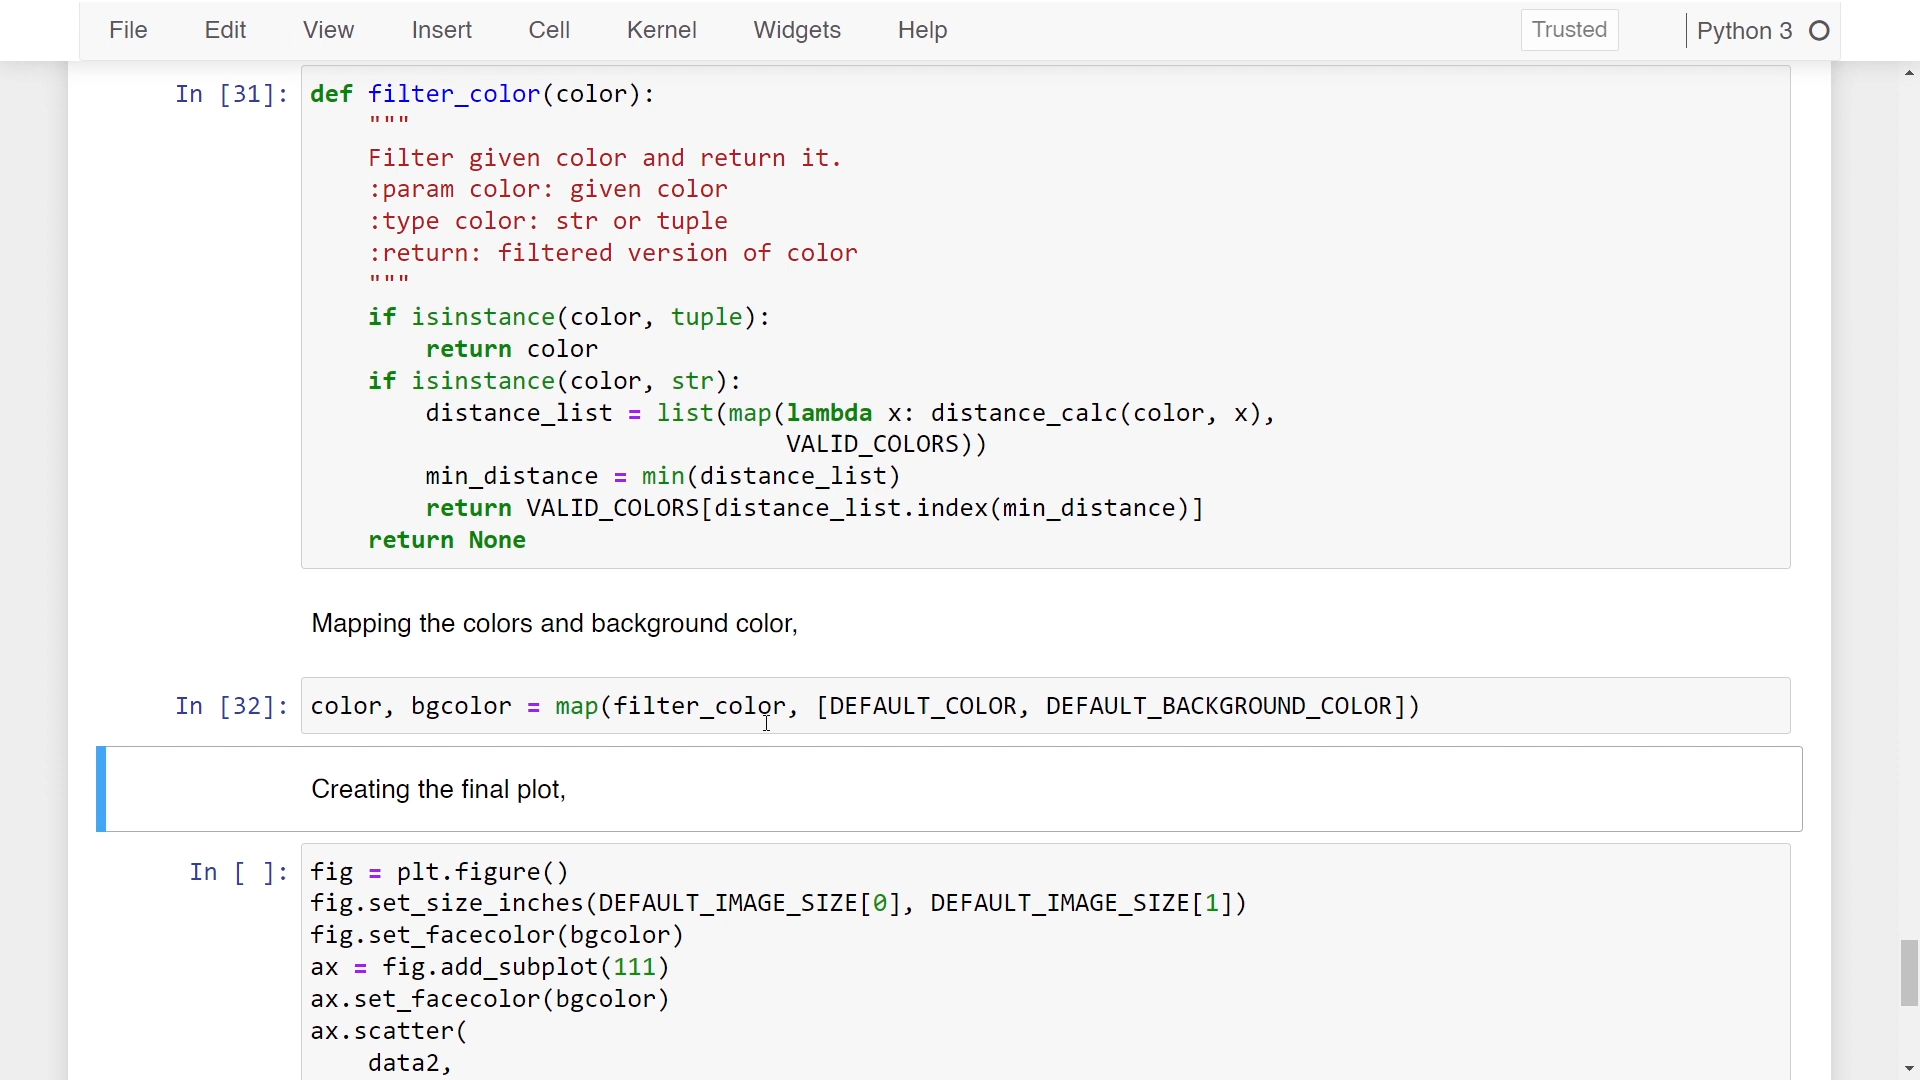 File Edit View Insert Cell Kernel Widgets Help Trusted Python 3
In [31]: def filter_color(color):
"""
Filter given color and return it.
:param color: given color
:type color: str or tuple
:return: filtered version of color
"""
if isinstance(color, tuple):
return color
if isinstance(color, str):
distance_list = list(map(lambda x: distance_calc(color, x),
VALID_COLORS))
min_distance = min(distance_list)
return VALID_COLORS[distance_list.index(min_distance)]
return None
Mapping the colors and background color,
In [32]: color, bgcolor = map(filter_color, [DEFAULT_COLOR, DEFAULT_BACKGROUND_COLOR])
Creating the final plot,
In [ ]: fig = plt.figure()
fig.set_size_inches(DEFAULT_IMAGE_SIZE[0], DEFAULT_IMAGE_SIZE[1])
fig.set_facecolor(bgcolor)
ax = fig.add_subplot(111)
ax.set_facecolor(bgcolor)
ax.scatter(
data2,